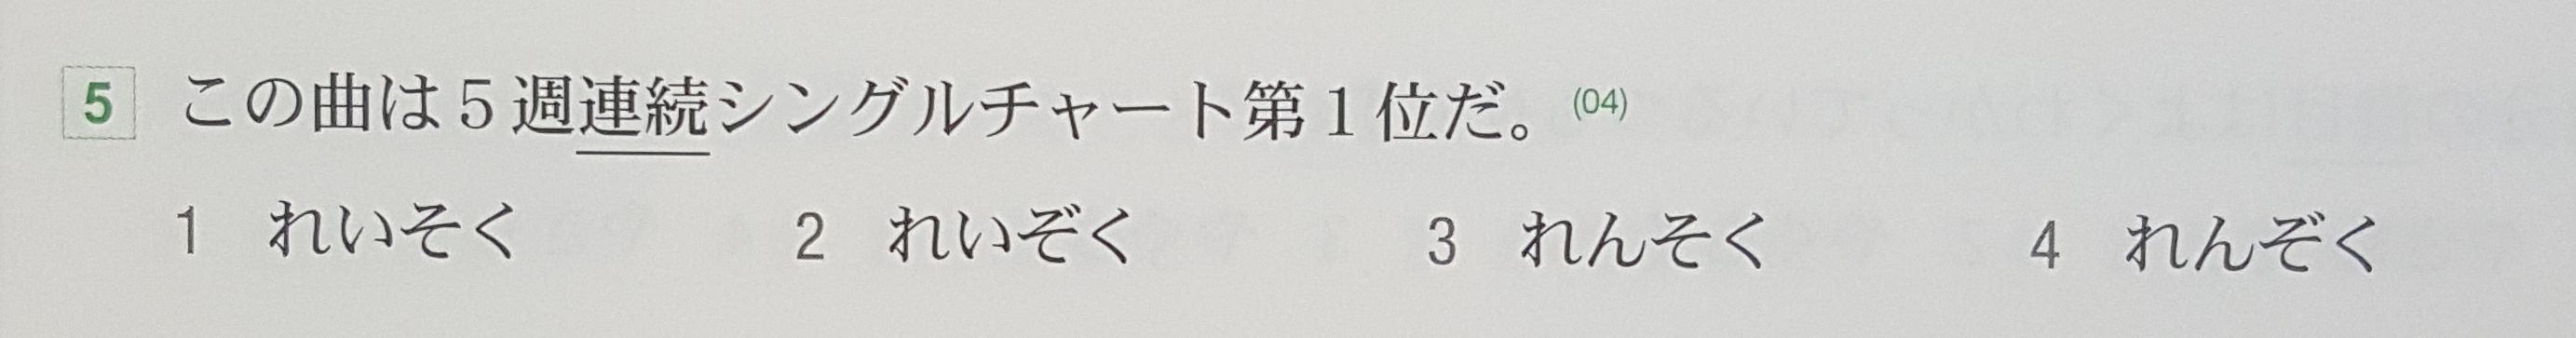 5 この曲は5週連続シングルチャート第1位だ。(04)
1 れいそく 2 れいぞく 3 れんそく 4 れんぞく